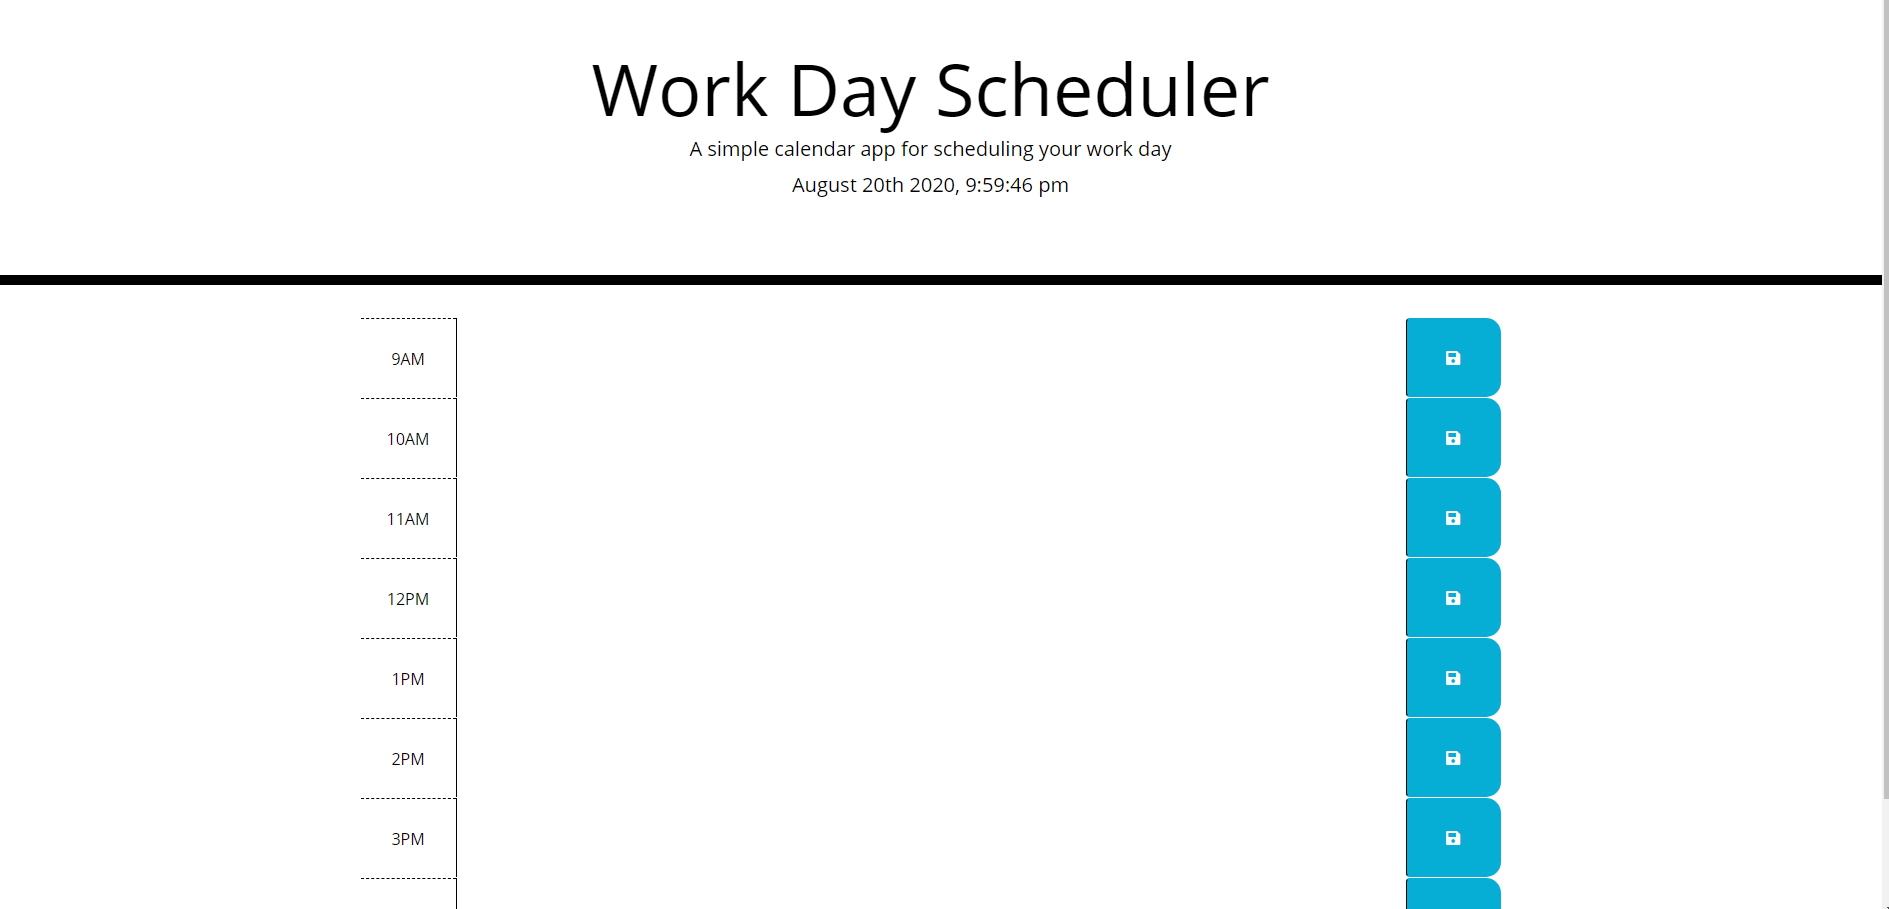 Work Day Scheduler
A simple calendar app for scheduling your work day
August 20th 2020, 9:59:46 pm
9AM
10AM
11AM
12PM
1PM
2PM
3PM